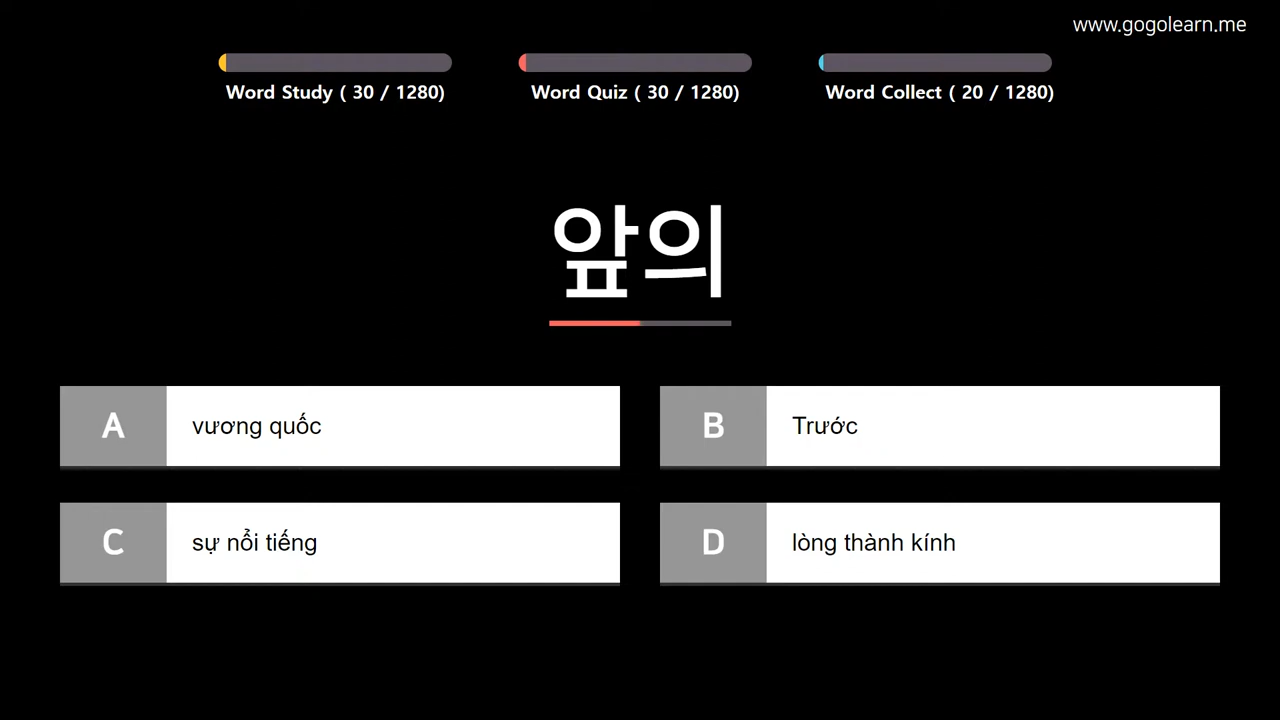 www.gogolearn.me
Word Study ( 30 / 1280)
Word Quiz ( 30 / 1280)
Word Collect ( 20 / 1280)
앞의
A vương quốc
B Trước
C sự nổi tiếng
D lòng thành kính